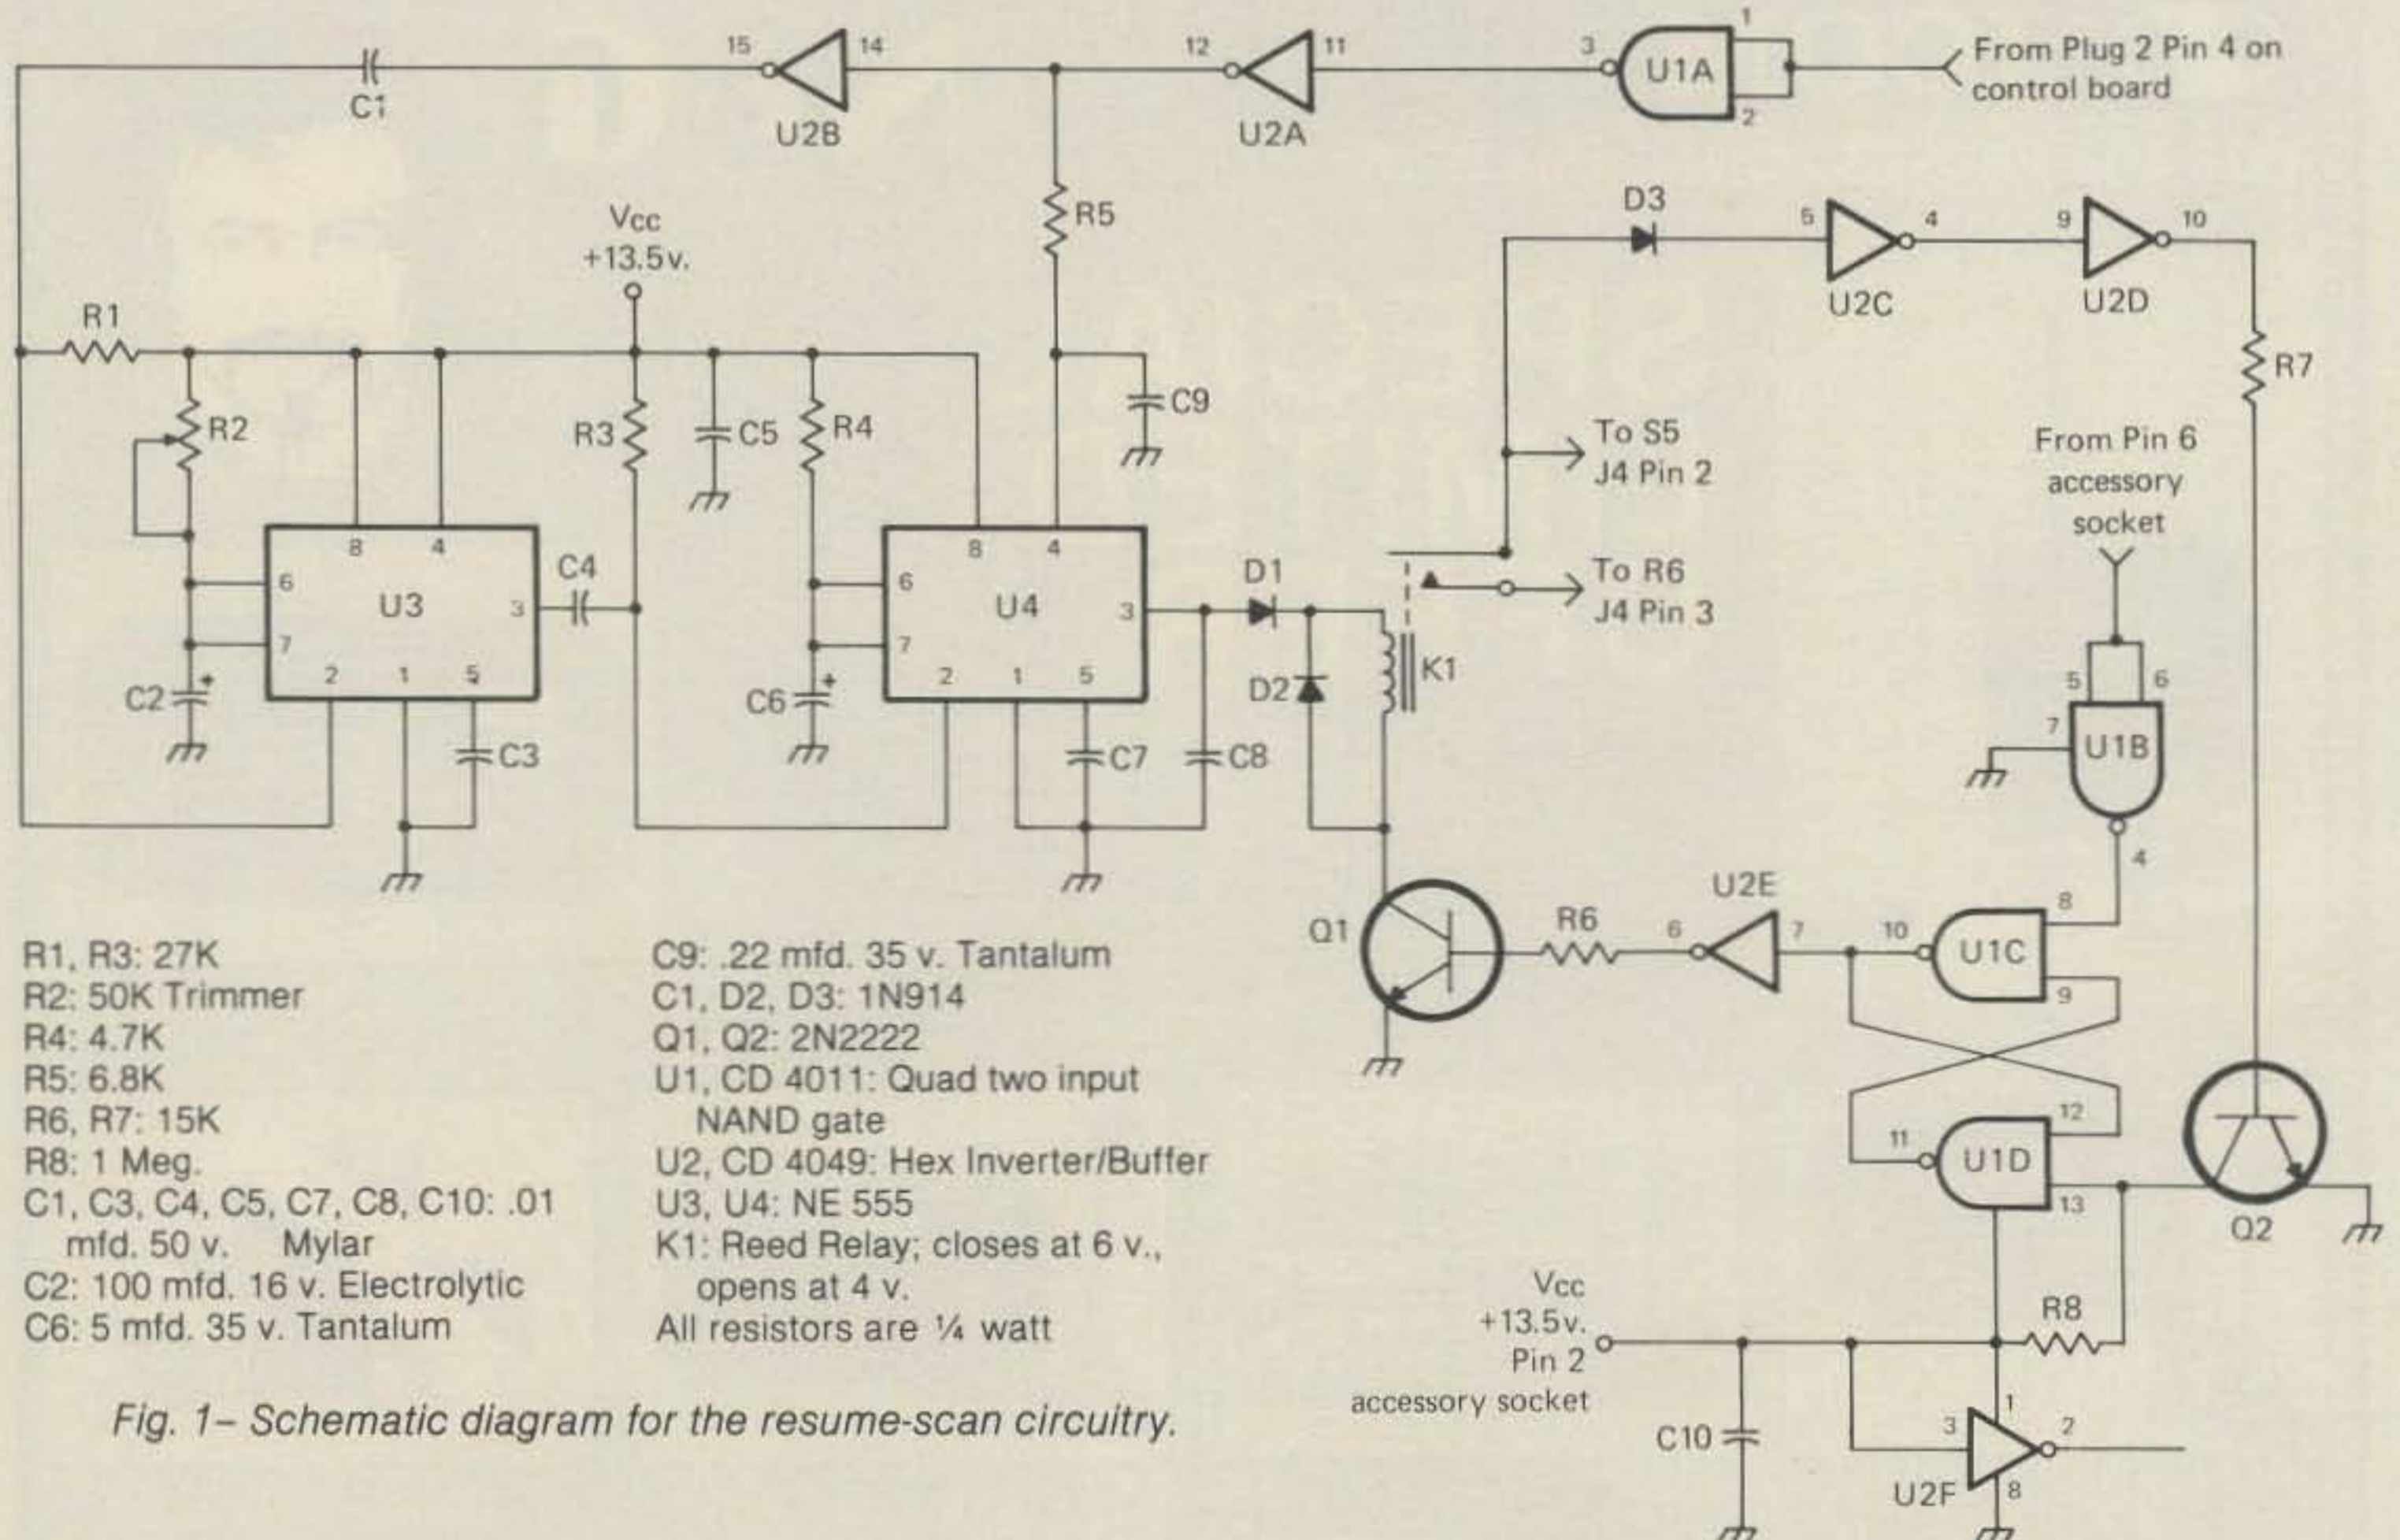 15
14
12
11
3
U1A
1
2
From Plug 2 Pin 4 on
control board
C1
U2B
U2A
Vcc
+13.5v.
R5
D3
5
4
9
10
U2C
U2D
R1
R7
R2
R3
C5
R4
C9
To S5
J4 Pin 2
From Pin 6
accessory
socket
8
4
6
U3
3
7
2
1
5
C4
C2
C3
8
4
6
U4
3
7
2
1
5
C6
C7
C8
D1
D2
K1
To R6
J4 Pin 3
5
6
7
U1B
4
U2E
Q1
R6
6
7
10
U1C
8
9
11
U1D
12
13
Q2
R1, R3: 27K
R2: 50K Trimmer
R4: 4.7K
R5: 6.8K
R6, R7: 15K
R8: 1 Meg.
C1, C3, C4, C5, C7, C8, C10: .01
mfd. 50 v. Mylar
C2: 100 mfd. 16 v. Electrolytic
C6: 5 mfd. 35 v. Tantalum
C9: .22 mfd. 35 v. Tantalum
C1, D2, D3: 1N914
Q1, Q2: 2N2222
U1, CD 4011: Quad two input
NAND gate
U2, CD 4049: Hex Inverter/Buffer
U3, U4: NE 555
K1: Reed Relay; closes at 6 v.,
opens at 4 v.
All resistors are ¼ watt
Vcc
+13.5v.
Pin 2
accessory socket
R8
C10
3
1
2
U2F
8
Fig. 1– Schematic diagram for the resume-scan circuitry.